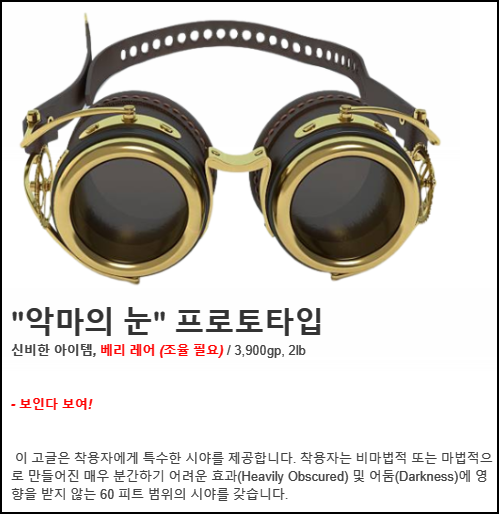 "악마의 눈" 프로토타입
신비한 아이템, 베리 레어 (조율 필요) / 3,900gp, 2lb
- 보인다 보여!
이 고글은 착용자에게 특수한 시야를 제공합니다. 착용자는 비마법적 또는 마법적으
로 만들어진 매우 분간하기 어려운 효과(Heavily Obscured) 및 어둠(Darkness)에 영
향을 받지 않는 60 피트 범위의 시야를 갖습니다.